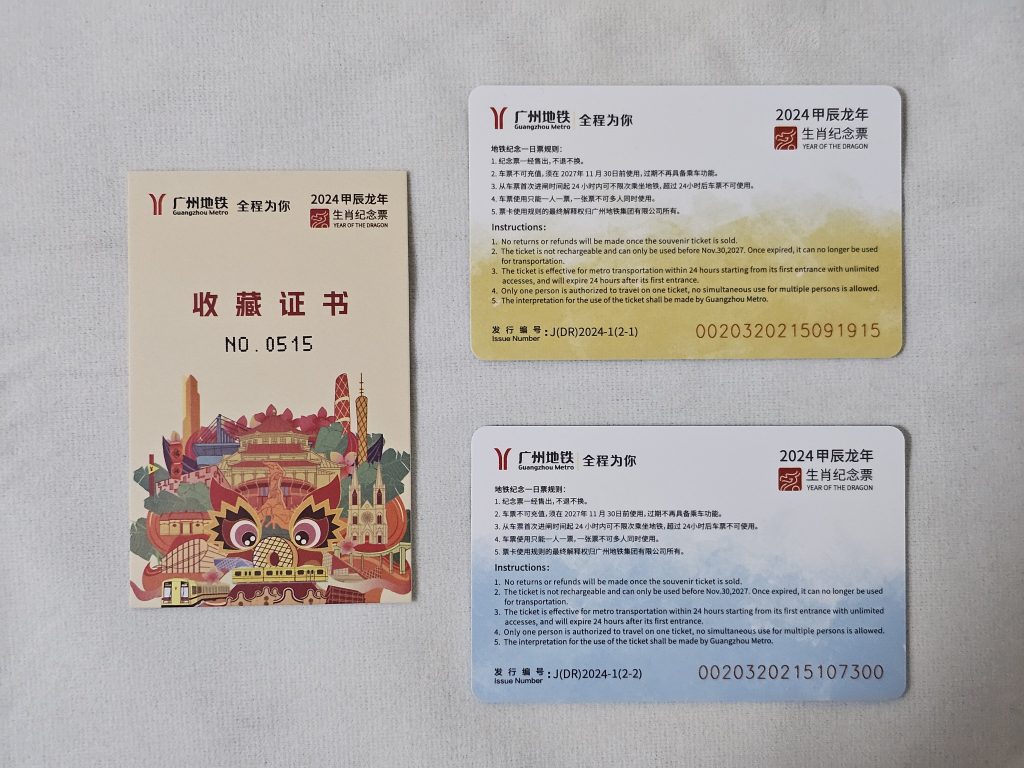 广州地铁 全程为你
Guangzhou Metro
2024甲辰龙年
生肖纪念票
YEAR OF THE DRAGON
收藏证书
NO.0515
广州地铁 全程为你
Guangzhou Metro
2024甲辰龙年
生肖纪念票
YEAR OF THE DRAGON
地铁纪念一日票规则：
1. 纪念票一经售出，不退不换。
2. 车票不可充值，须在 2027年 11 月 30日前使用，过期不再具备乘车功能。
3. 从车票首次进闸时间起 24 小时内可不限次乘坐地铁，超过 24小时后车票不可使用。
4. 车票使用只能一人一票，一张票不可多人同时使用。
5. 票卡使用规则的最终解释权归广州地铁集团有限公司所有。
Instructions:
1. No returns or refunds will be made once the souvenir ticket is sold.
2. The ticket is not rechargeable and can only be used before Nov.30,2027. Once expired, it can no longer be used
for transportation.
3. The ticket is effective for metro transportation within 24 hours starting from its first entrance with unlimited
accesses, and will expire 24 hours after its first entrance.
4. Only one person is authorized to travel on one ticket, no simultaneous use for multiple persons is allowed.
5. The interpretation for the use of the ticket shall be made by Guangzhou Metro.
发行编号：J(DR)2024-1(2-1)
Issue Number
0020320215091915
广州地铁 全程为你
Guangzhou Metro
2024甲辰龙年
生肖纪念票
YEAR OF THE DRAGON
地铁纪念一日票规则：
1. 纪念票一经售出，不退不换。
2. 车票不可充值，须在 2027年 11 月 30日前使用，过期不再具备乘车功能。
3. 从车票首次进闸时间起 24 小时内可不限次乘坐地铁，超过 24小时后车票不可使用。
4. 车票使用只能一人一票，一张票不可多人同时使用。
5. 票卡使用规则的最终解释权归广州地铁集团有限公司所有。
Instructions:
1. No returns or refunds will be made once the souvenir ticket is sold.
2. The ticket is not rechargeable and can only be used before Nov.30,2027. Once expired, it can no longer be used
for transportation.
3. The ticket is effective for metro transportation within 24 hours starting from its first entrance with unlimited
accesses, and will expire 24 hours after its first entrance.
4. Only one person is authorized to travel on one ticket, no simultaneous use for multiple persons is allowed.
5. The interpretation for the use of the ticket shall be made by Guangzhou Metro.
发行编号：J(DR)2024-1(2-2)
Issue Number
0020320215107300